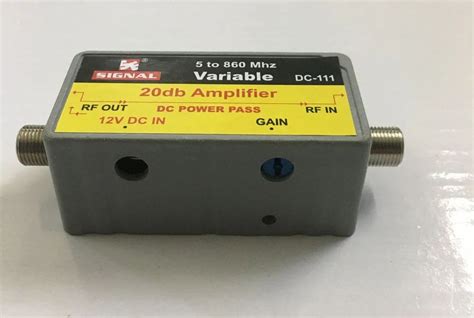 5 to 860 Mhz
SIGNAL Variable DC-111
20db Amplifier
RF OUT DC POWER PASS RF IN
12V DC IN GAIN